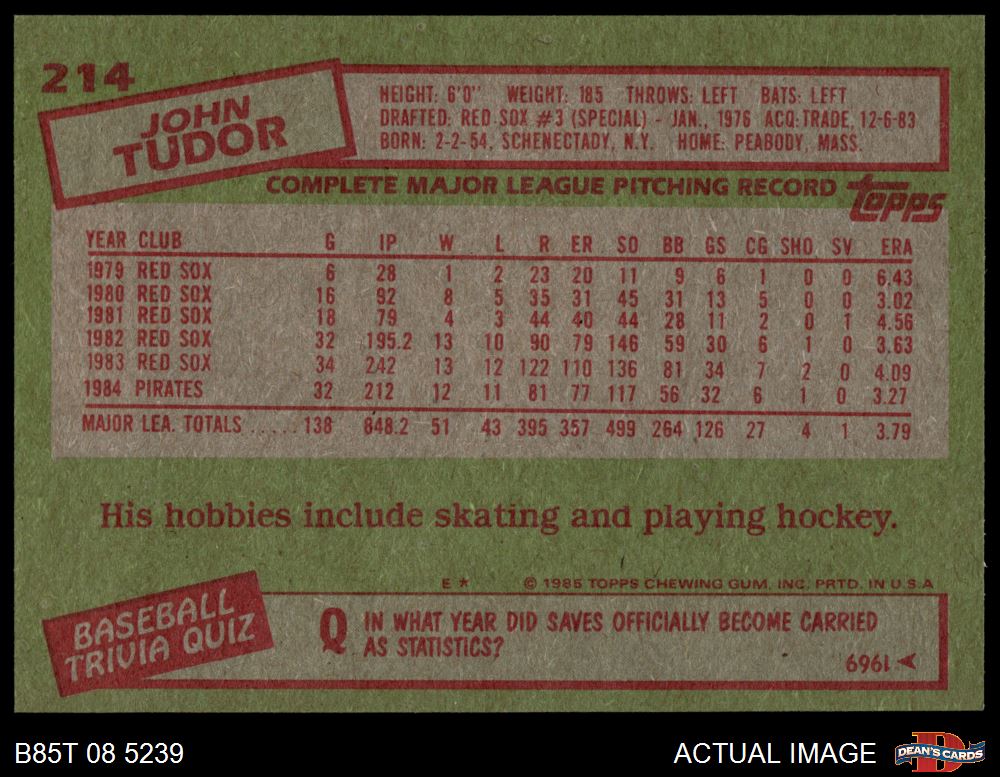 214
JOHN
TUDOR
HEIGHT: 6'0" WEIGHT: 185 THROWS: LEFT BATS: LEFT
DRAFTED: RED SOX #3 (SPECIAL) - JAN., 1976 ACQ: TRADE, 12-6-83
BORN: 2-2-54, SCHENECTADY, N.Y. HOME: PEABODY, MASS.
COMPLETE MAJOR LEAGUE PITCHING RECORD
topps
YEAR CLUB G IP W L R ER SO BB GS CG SHO SV ERA
1979 RED SOX 6 28 1 2 23 20 11 9 6 1 0 0 6.43
1980 RED SOX 16 92 8 5 35 31 45 31 13 5 0 0 3.02
1981 RED SOX 18 79 4 3 44 40 44 28 11 2 0 1 4.56
1982 RED SOX 32 195.2 13 10 90 79 146 59 30 6 1 0 3.63
1983 RED SOX 34 242 13 12 122 110 136 81 34 7 2 0 4.09
1984 PIRATES 32 212 12 11 81 77 117 56 32 6 1 0 3.27
MAJOR LEA. TOTALS ..... 138 848.2 51 43 395 357 499 264 126 27 4 1 3.79
His hobbies include skating and playing hockey.
E * © 1985 TOPPS CHEWING GUM, INC. PRTD. IN U.S.A
BASEBALL
TRIVIA QUIZ
Q IN WHAT YEAR DID SAVES OFFICIALLY BECOME CARRIED
AS STATISTICS?
1969
B85T 08 5239
ACTUAL IMAGE
D
DEAN'S CARDS